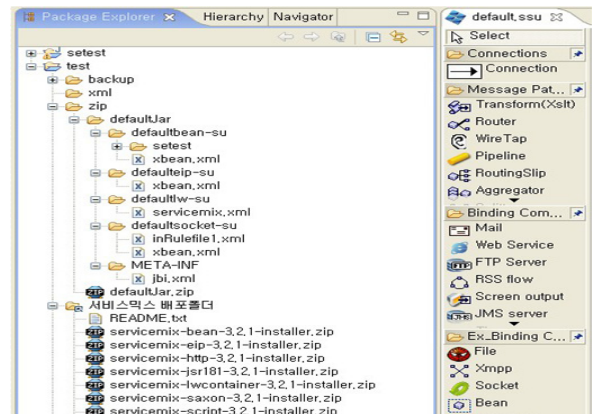 Package Explorer
Hierarchy
Navigator
setest
test
backup
xml
zip
defaultJar
defaultbean-su
setest
xbean.xml
defaulteip-su
xbean.xml
defaultlw-su
servicemix.xml
defaultsocket-su
inRulefile1.xml
xbean.xml
META-INF
jbi.xml
defaultJar.zip
서비스믹스 배포폴더
README.txt
servicemix-bean-3.2.1-installer.zip
servicemix-eip-3.2.1-installer.zip
servicemix-http-3.2.1-installer.zip
servicemix-jsr181-3.2.1-installer.zip
servicemix-lwcontainer-3.2.1-installer.zip
servicemix-saxon-3.2.1-installer.zip
servicemix-script-3.2.1-installer.zip
default.ssu
Select
Connections
Connection
Message Pat...
Transform(Xslt)
Router
WireTap
Pipeline
RoutingSlip
Aggregator
Binding Com...
Mail
Web Service
FTP Server
RSS flow
Screen output
JMS server
Ex_Binding C...
File
Xmpp
Socket
Bean